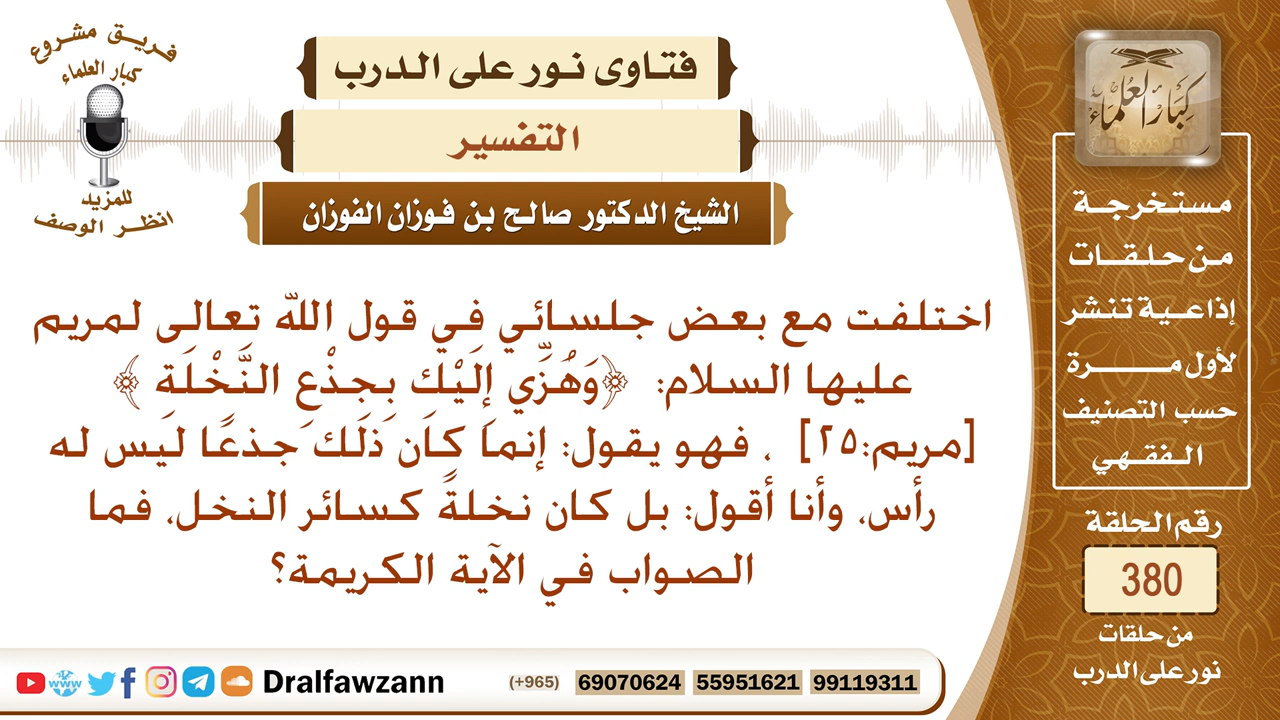 فريق مشروع
كبار العلماء
للمزيد
انظر الوصف
فتاوى نور على الدرب
التفسير
الشيخ الدكتور صالح بن فوزان الفوزان
اختلفت مع بعض جلسائي في قول الله تعالى لمريم
عليها السلام: ﴿وَهُزِّي إِلَيْكِ بِجِذْعِ النَّخْلَةِ﴾
[مريم:٢٥] ، فهو يقول: إنما كان ذلك جذعًا ليس له
رأس، وأنا أقول: بل كان نخلةً كسائر النخل، فما
الصواب في الآية الكريمة؟
كبار العلماء
مستخرجة
من حلقات
إذاعية تنشر
لأول مرة
حسب التصنيف
الفقهي
رقم الحلقة
380
من حلقات
نور على الدرب
www Dralfawzann (+965) 69070624 55951621 99119311